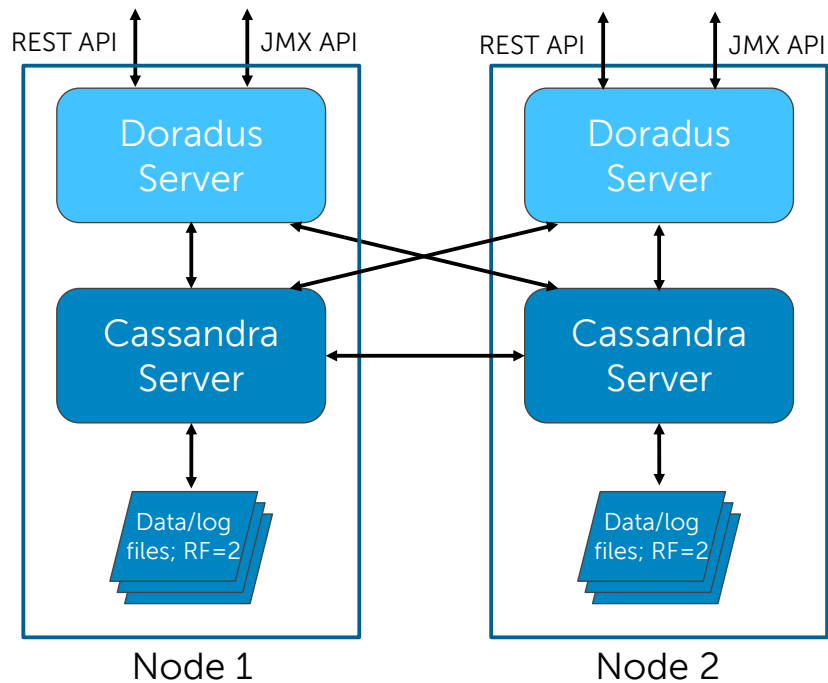 REST API
JMX API
Doradus
Server
Cassandra
Server
Data/log
files; RF=2
Node 1
REST API
JMX API
Doradus
Server
Cassandra
Server
Data/log
files; RF=2
Node 2